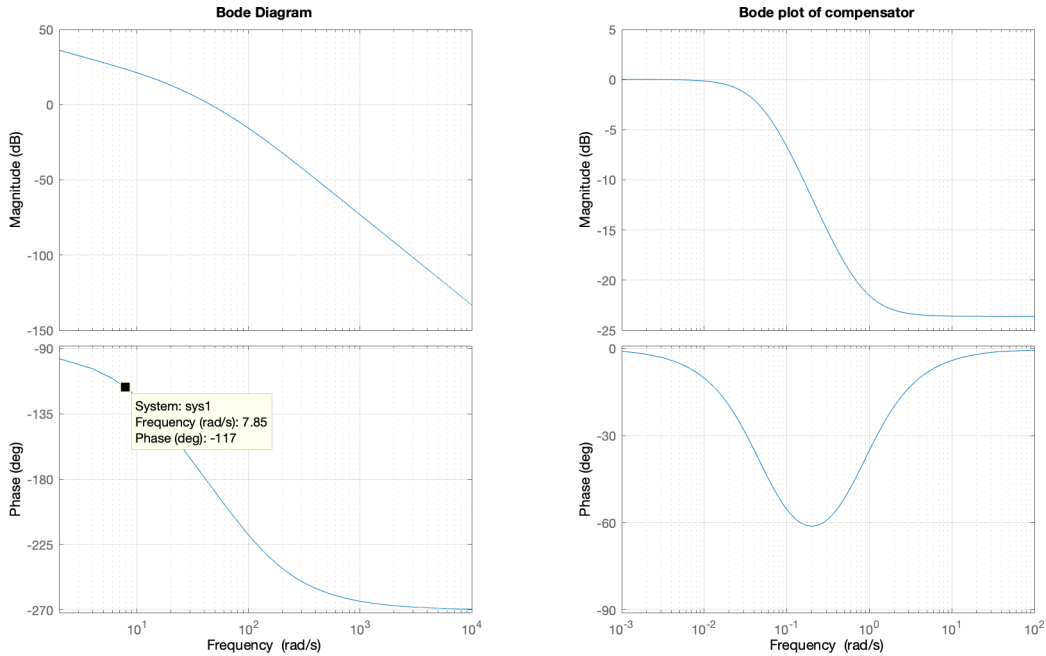 Bode Diagram
Magnitude (dB)
50
0
-50
-100
-150
Phase (deg)
-90
-135
-180
-225
-270
System: sys1
Frequency (rad/s): 7.85
Phase (deg): -117
10^1
10^2
10^3
10^4
Frequency (rad/s)
Bode plot of compensator
Magnitude (dB)
5
0
-5
-10
-15
-20
-25
Phase (deg)
0
-30
-60
-90
10^-3
10^-2
10^-1
10^0
10^1
10^2
Frequency (rad/s)